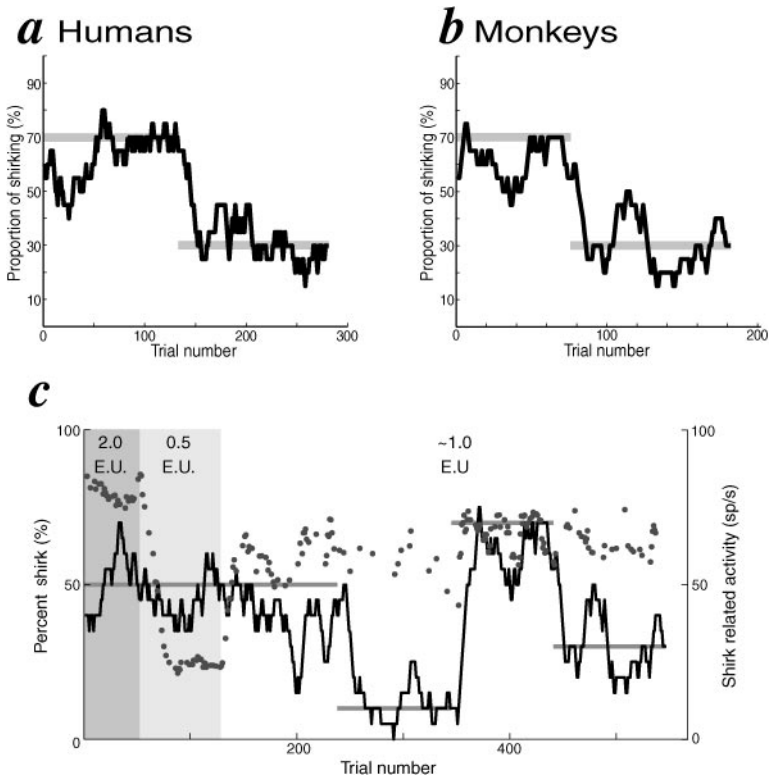 a Humans
b Monkeys
Proportion of shirking (%)
90
70
50
30
10
0
100
200
300
Trial number
Proportion of shirking (%)
90
70
50
30
10
0
100
200
Trial number
c
2.0
E.U.
0.5
E.U.
~1.0
E.U
Percent shirk (%)
100
50
0
200
400
Trial number
100
50
0
Shirk related activity (sp/s)